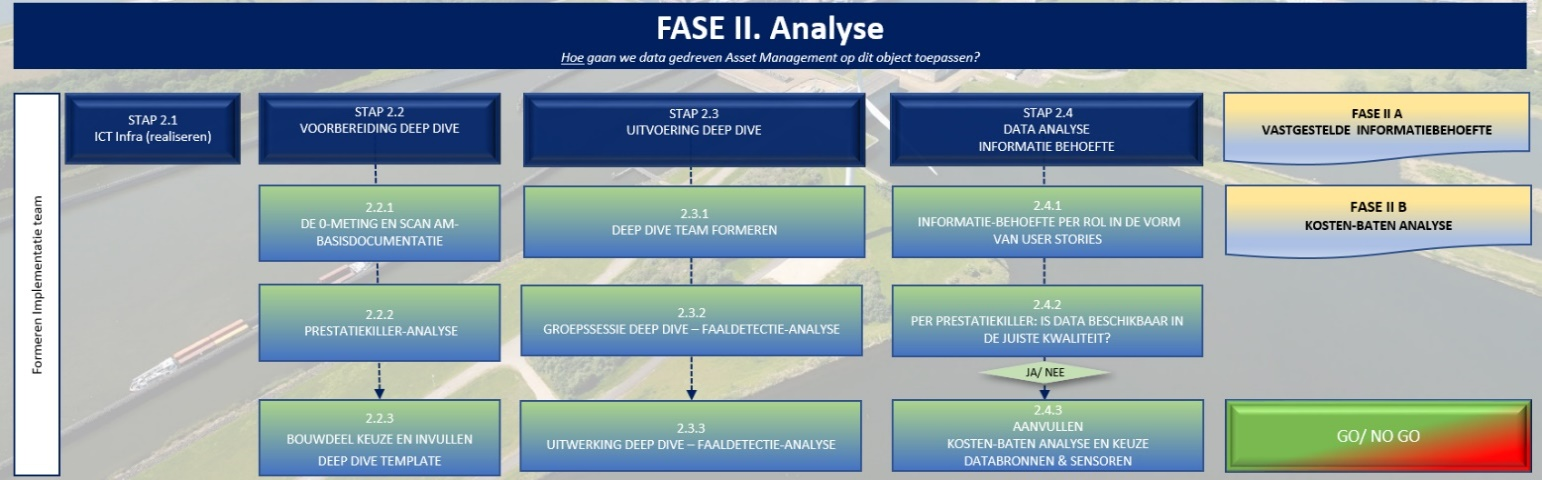 FASE II. Analyse
Hoe gaan we data gedreven Asset Management op dit object toepassen?
Formeren Implementatie team
STAP 2.1
ICT Infra (realiseren)
STAP 2.2
VOORBEREIDING DEEP DIVE
2.2.1
DE 0-METING EN SCAN AM-
BASISDOCUMENTATIE
2.2.2
PRESTATIEKILLER-ANALYSE
2.2.3
BOUWDEEL KEUZE EN INVULLEN
DEEP DIVE TEMPLATE
STAP 2.3
UITVOERING DEEP DIVE
2.3.1
DEEP DIVE TEAM FORMEREN
2.3.2
GROEPSSESSIE DEEP DIVE – FAALDETECTIE-ANALYSE
2.3.3
UITWERKING DEEP DIVE – FAALDETECTIE-ANALYSE
STAP 2.4
DATA ANALYSE
INFORMATIE BEHOEFTE
2.4.1
INFORMATIE-BEHOEFTE PER ROL IN DE VORM
VAN USER STORIES
2.4.2
PER PRESTATIEKILLER: IS DATA BESCHIKBAAR IN
DE JUISTE KWALITEIT?
JA/ NEE
2.4.3
AANVULLEN
KOSTEN-BATEN ANALYSE EN KEUZE
DATABRONNEN & SENSOREN
FASE II A
VASTGESTELDE INFORMATIEBEHOEFTE
FASE II B
KOSTEN-BATEN ANALYSE
GO/ NO GO